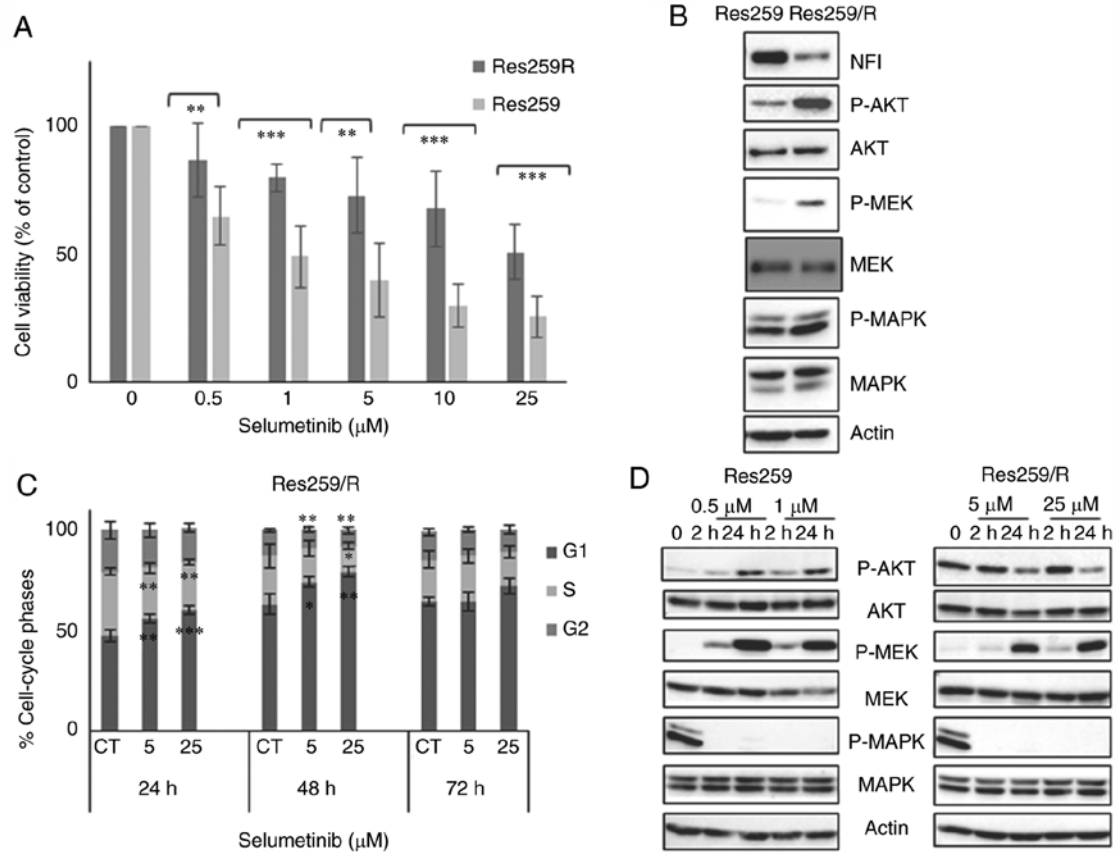 A
Res259R
Res259
Cell viability (% of control)
100
50
0
** *** ** *** ***
0 0.5 1 5 10 25
Selumetinib (µM)
B
Res259 Res259/R
NFI
P-AKT
AKT
P-MEK
MEK
P-MAPK
MAPK
Actin
C
Res259/R
% Cell-cycle phases
100
50
0
** **
** ** *
** *** * **
G1
S
G2
CT 5 25 CT 5 25 CT 5 25
24 h 48 h 72 h
Selumetinib (µM)
D
Res259 Res259/R
0.5 µM 1 µM 5 µM 25 µM
0 2 h 24 h 2 h 24 h 0 2 h 24 h 2 h 24 h
P-AKT
AKT
P-MEK
MEK
P-MAPK
MAPK
Actin